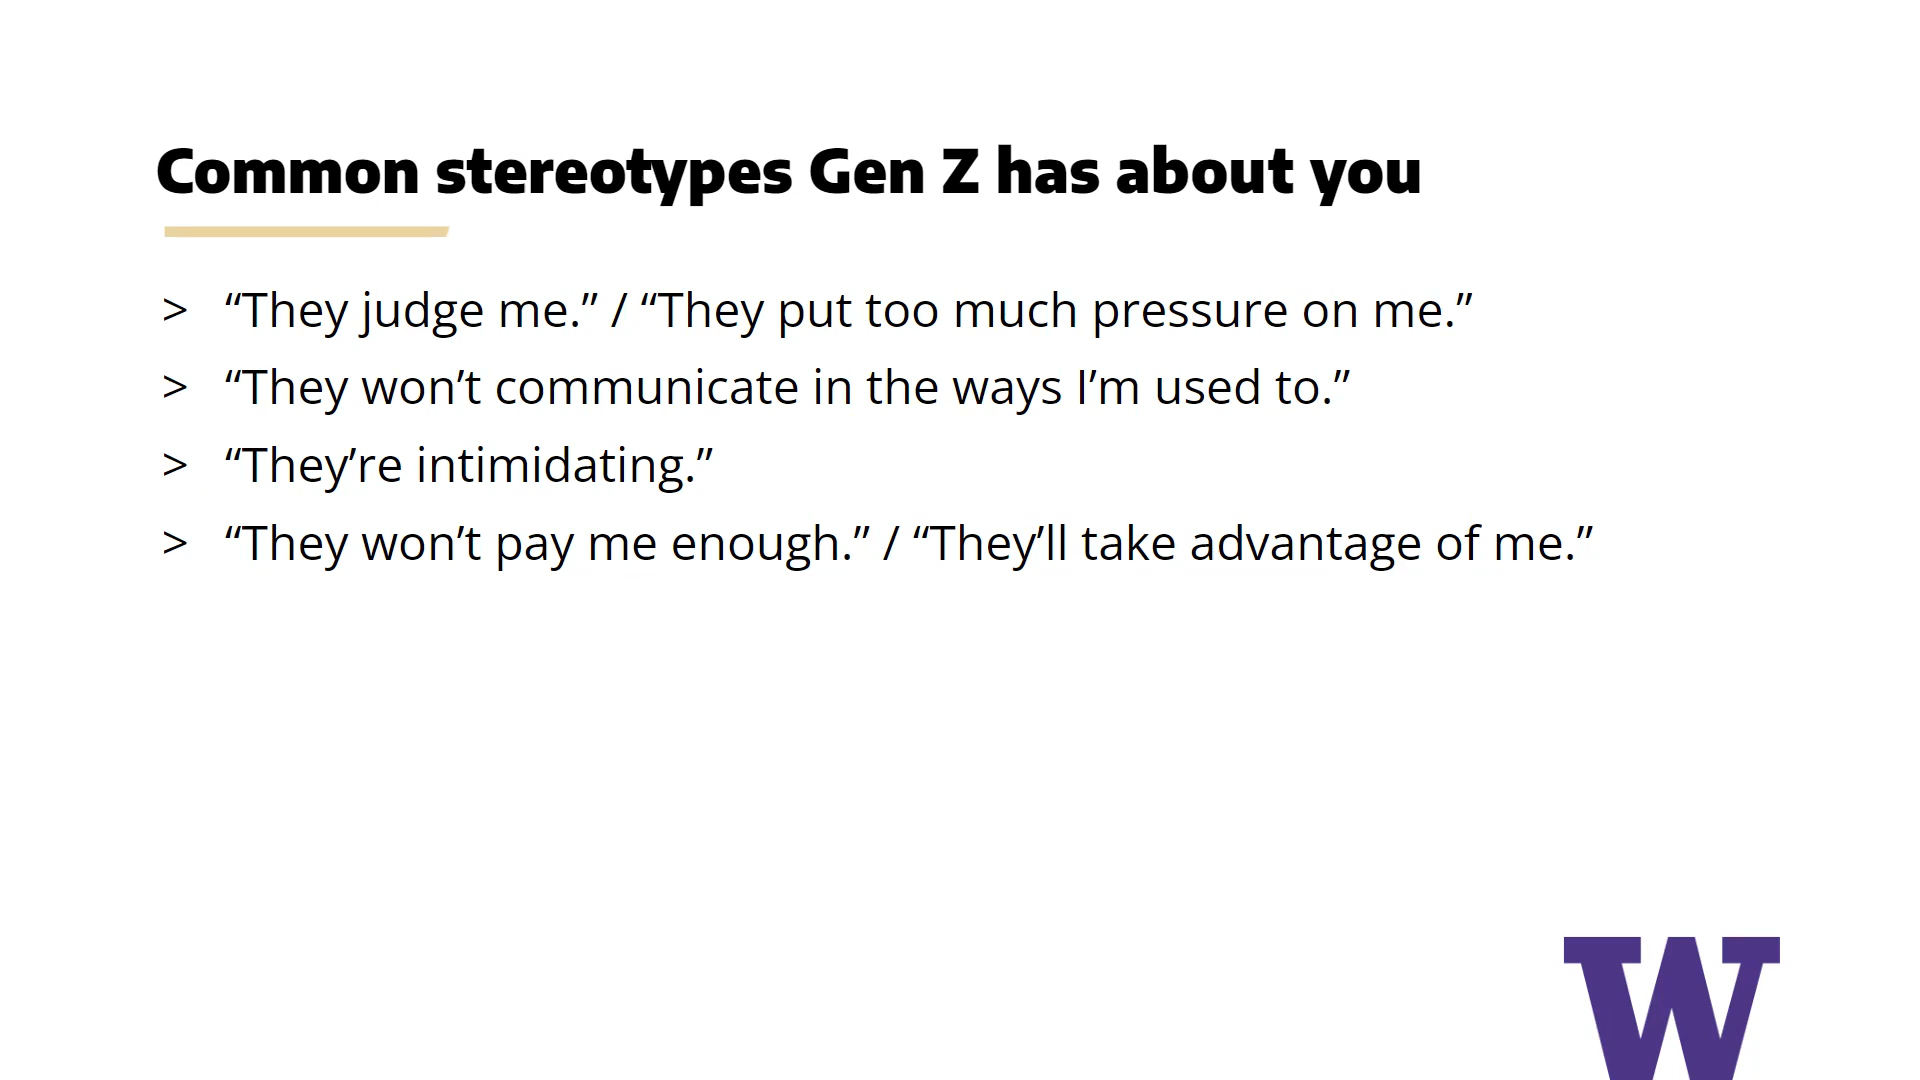 Common stereotypes Gen Z has about you
> “They judge me.” / “They put too much pressure on me.”
> “They won’t communicate in the ways I’m used to.”
> “They’re intimidating.”
> “They won’t pay me enough.” / “They’ll take advantage of me.”
W